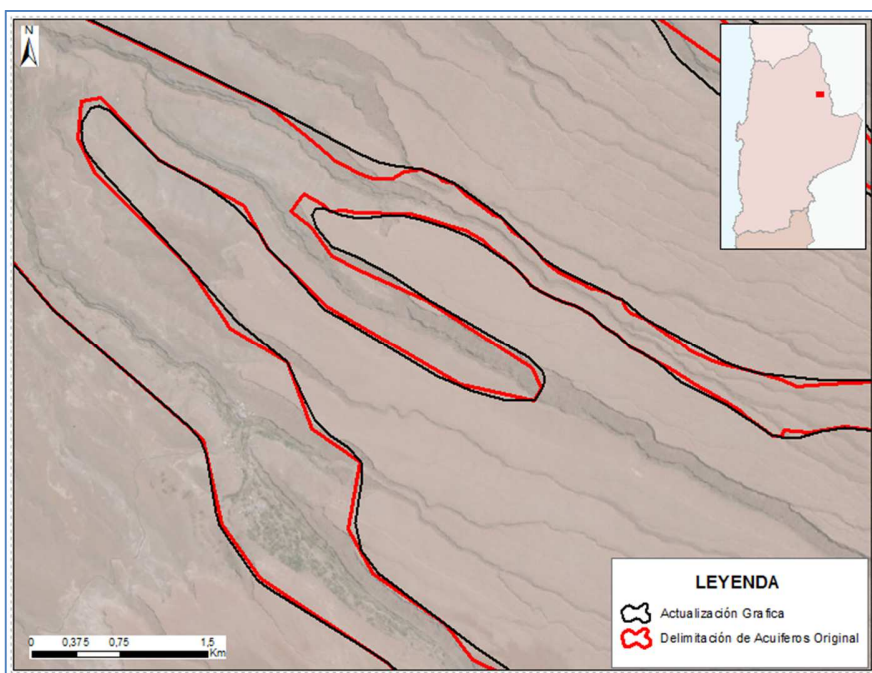 N
LEYENDA
Actualización Grafica
Delimitación de Acuiferos Original
0 0,375 0,75 1,5
Km